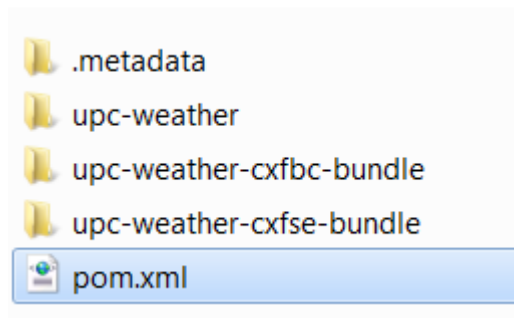 .metadata
upc-weather
upc-weather-cxfbc-bundle
upc-weather-cxfse-bundle
pom.xml